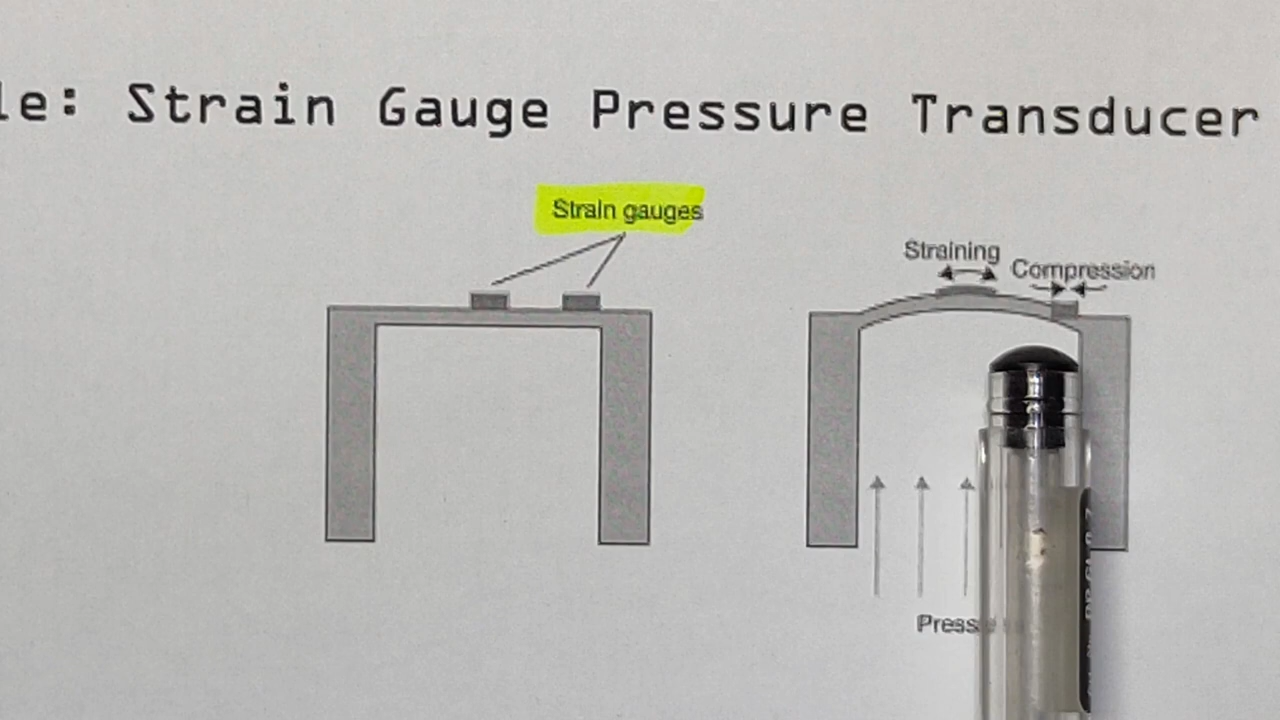 le: Strain Gauge Pressure Transducer
Strain gauges
Straining
Compression